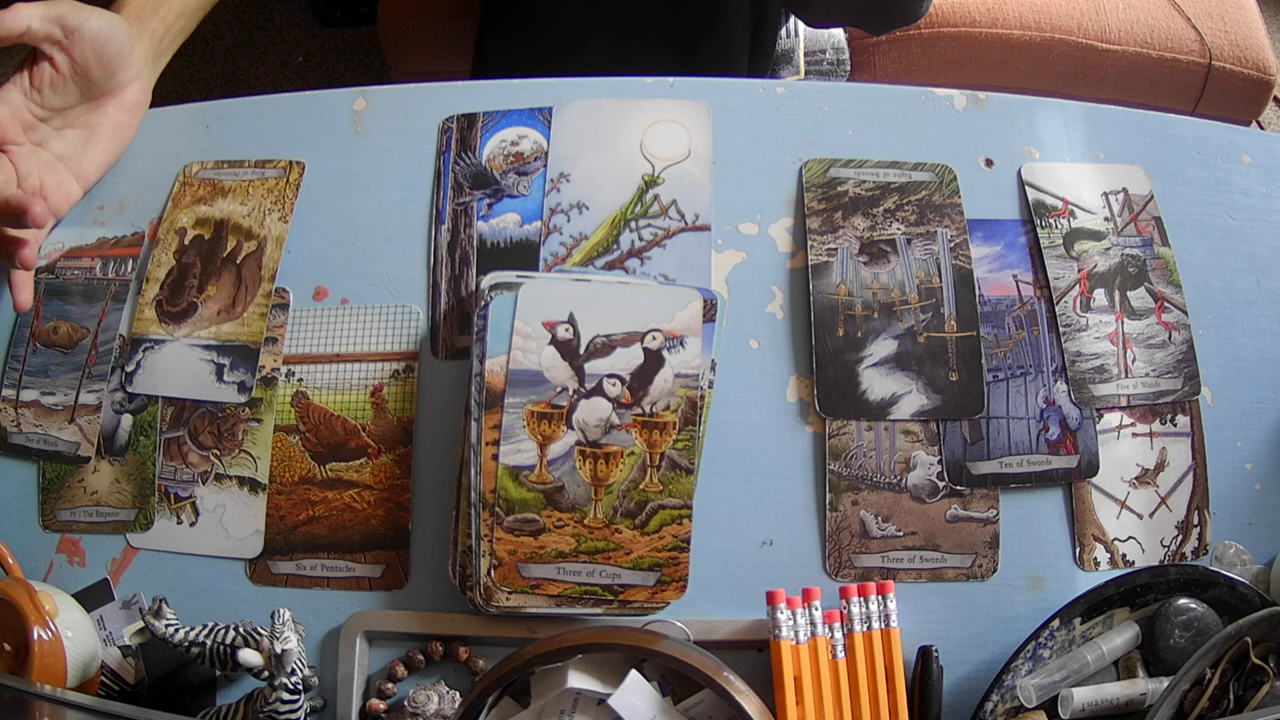 King of Pentacles
Eight of Swords
Five of Wands
Two of Wands
IV / The Emperor
Six of Pentacles
Three of Cups
Ten of Swords
Three of Swords